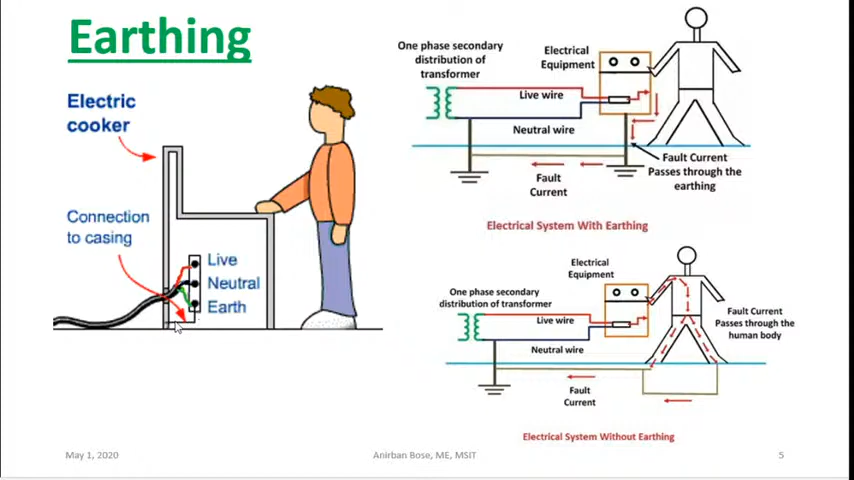 Earthing
Electric
cooker
Connection
to casing
Live
Neutral
Earth
One phase secondary
distribution of
transformer
Electrical
Equipment
Live wire
Neutral wire
Fault
Current
Fault Current
Passes through the
earthing
Electrical System With Earthing
Electrical
Equipment
One phase secondary
distribution of transformer
Live wire
Neutral wire
Fault Current
Passes through the
human body
Fault
Current
Electrical System Without Earthing
May 1, 2020
Anirban Bose, ME, MSIT
5